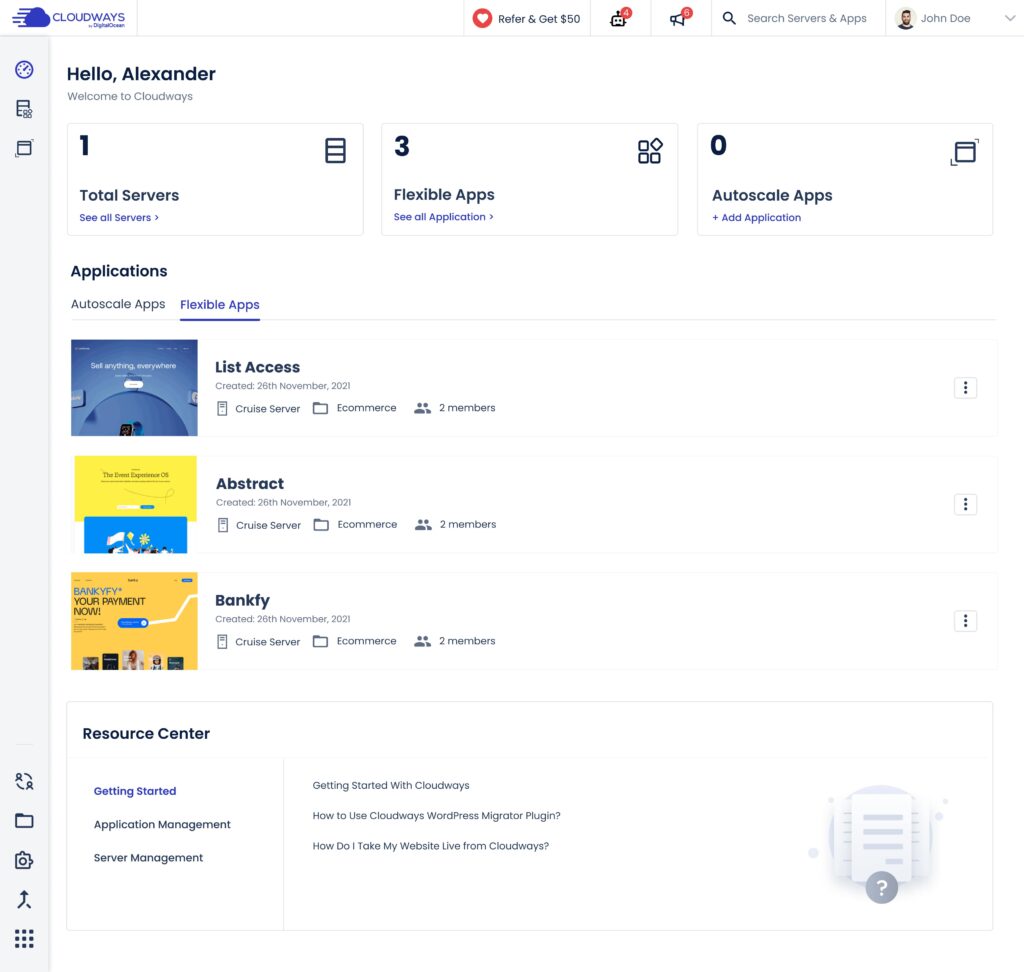 CLOUDWAYS
by DigitalOcean
Refer & Get $50
4
6
Search Servers & Apps
John Doe
Hello, Alexander
Welcome to Cloudways
1
Total Servers
See all Servers >
3
Flexible Apps
See all Application >
0
Autoscale Apps
+ Add Application
Applications
Autoscale Apps
Flexible Apps
Sell anything, everywhere
List Access
Created: 26th November, 2021
Cruise Server
Ecommerce
2 members
The Event Experience OS
Abstract
Created: 26th November, 2021
Cruise Server
Ecommerce
2 members
BANKYFY*
YOUR PAYMENT
NOW!
Bankfy
Created: 26th November, 2021
Cruise Server
Ecommerce
2 members
Resource Center
Getting Started
Application Management
Server Management
Getting Started With Cloudways
How to Use Cloudways WordPress Migrator Plugin?
How Do I Take My Website Live from Cloudways?
?